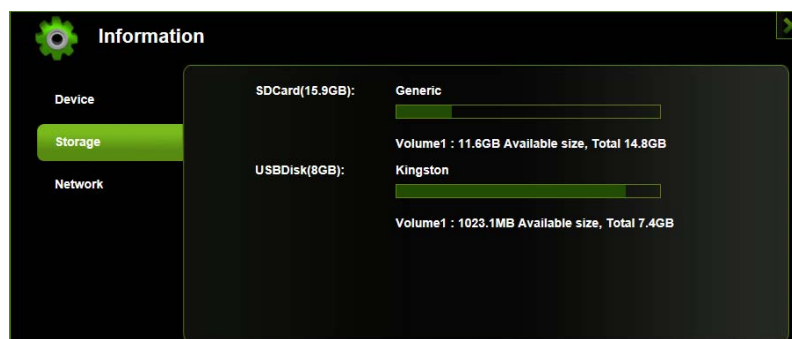 Information
Device
Storage
Network
SDCard(15.9GB): Generic
Volume1 : 11.6GB Available size, Total 14.8GB
USBDisk(8GB): Kingston
Volume1 : 1023.1MB Available size, Total 7.4GB